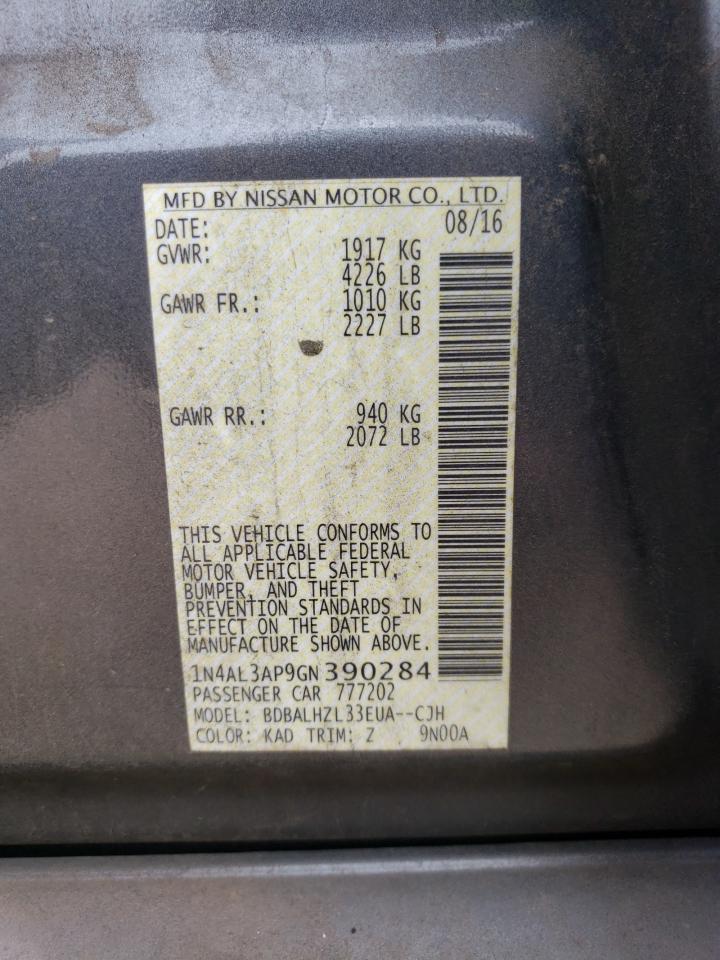 MFD BY NISSAN MOTOR CO., LTD.
DATE: 08/16
GVWR: 1917 KG
4226 LB
GAWR FR.: 1010 KG
2227 LB
GAWR RR.: 940 KG
2072 LB
THIS VEHICLE CONFORMS TO
ALL APPLICABLE FEDERAL
MOTOR VEHICLE SAFETY,
BUMPER, AND THEFT
PREVENTION STANDARDS IN
EFFECT ON THE DATE OF
MANUFACTURE SHOWN ABOVE.
1N4AL3AP9GN390284
PASSENGER CAR 777202
MODEL: BDBALHZL33EUA--CJH
COLOR: KAD TRIM: Z 9N00A